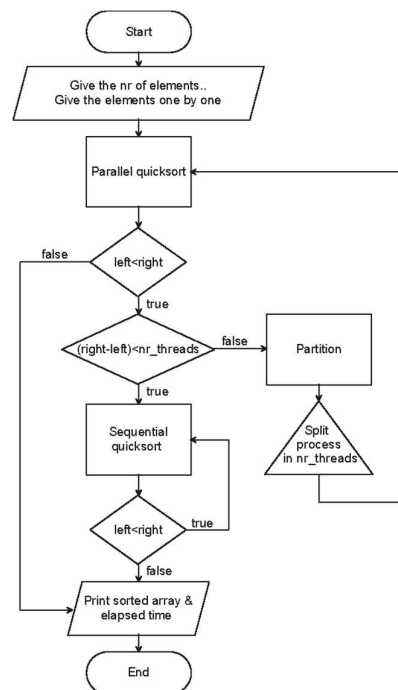 Start
Give the nr of elements..
Give the elements one by one
Parallel quicksort
false
left<right
true
(right-left)<nr_threads
false
Partition
true
Sequential
quicksort
Split
process
in nr_threads
left<right
true
false
Print sorted array &
elapsed time
End